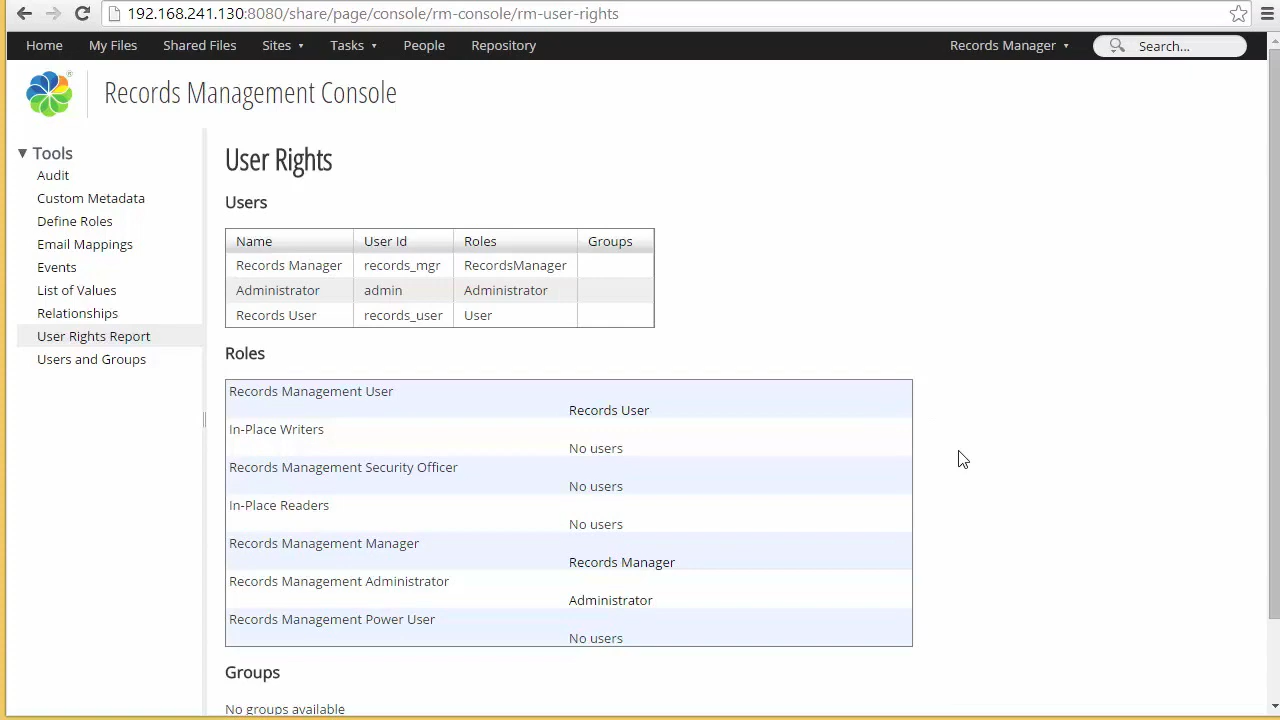 192.168.241.130:8080/share/page/console/rm-console/rm-user-rights
Home My Files Shared Files Sites Tasks People Repository Records Manager Search...
Records Management Console
Tools
Audit
Custom Metadata
Define Roles
Email Mappings
Events
List of Values
Relationships
User Rights Report
Users and Groups
User Rights
Users
Name User Id Roles Groups
Records Manager records_mgr RecordsManager
Administrator admin Administrator
Records User records_user User
Roles
Records Management User
Records User
In-Place Writers
No users
Records Management Security Officer
No users
In-Place Readers
No users
Records Management Manager
Records Manager
Records Management Administrator
Administrator
Records Management Power User
No users
Groups
No groups available